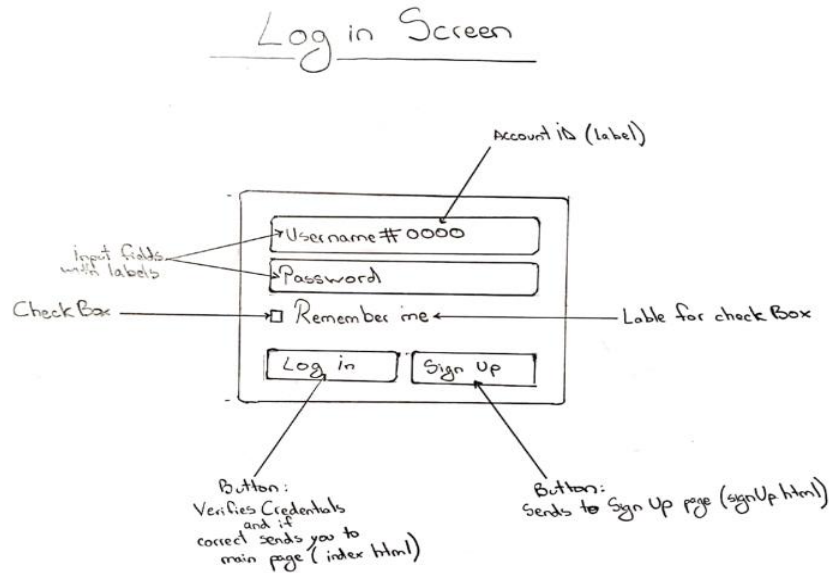 Log in Screen
Account iD (label)
Username#0000
input fields
with labels
Password
Check Box
Remember me
Lable for check Box
Log in
Sign Up
Button:
Verifies Credentials
and if
correct sends you to
main page (index html)
Button:
Sends to Sign Up page (signUp html)